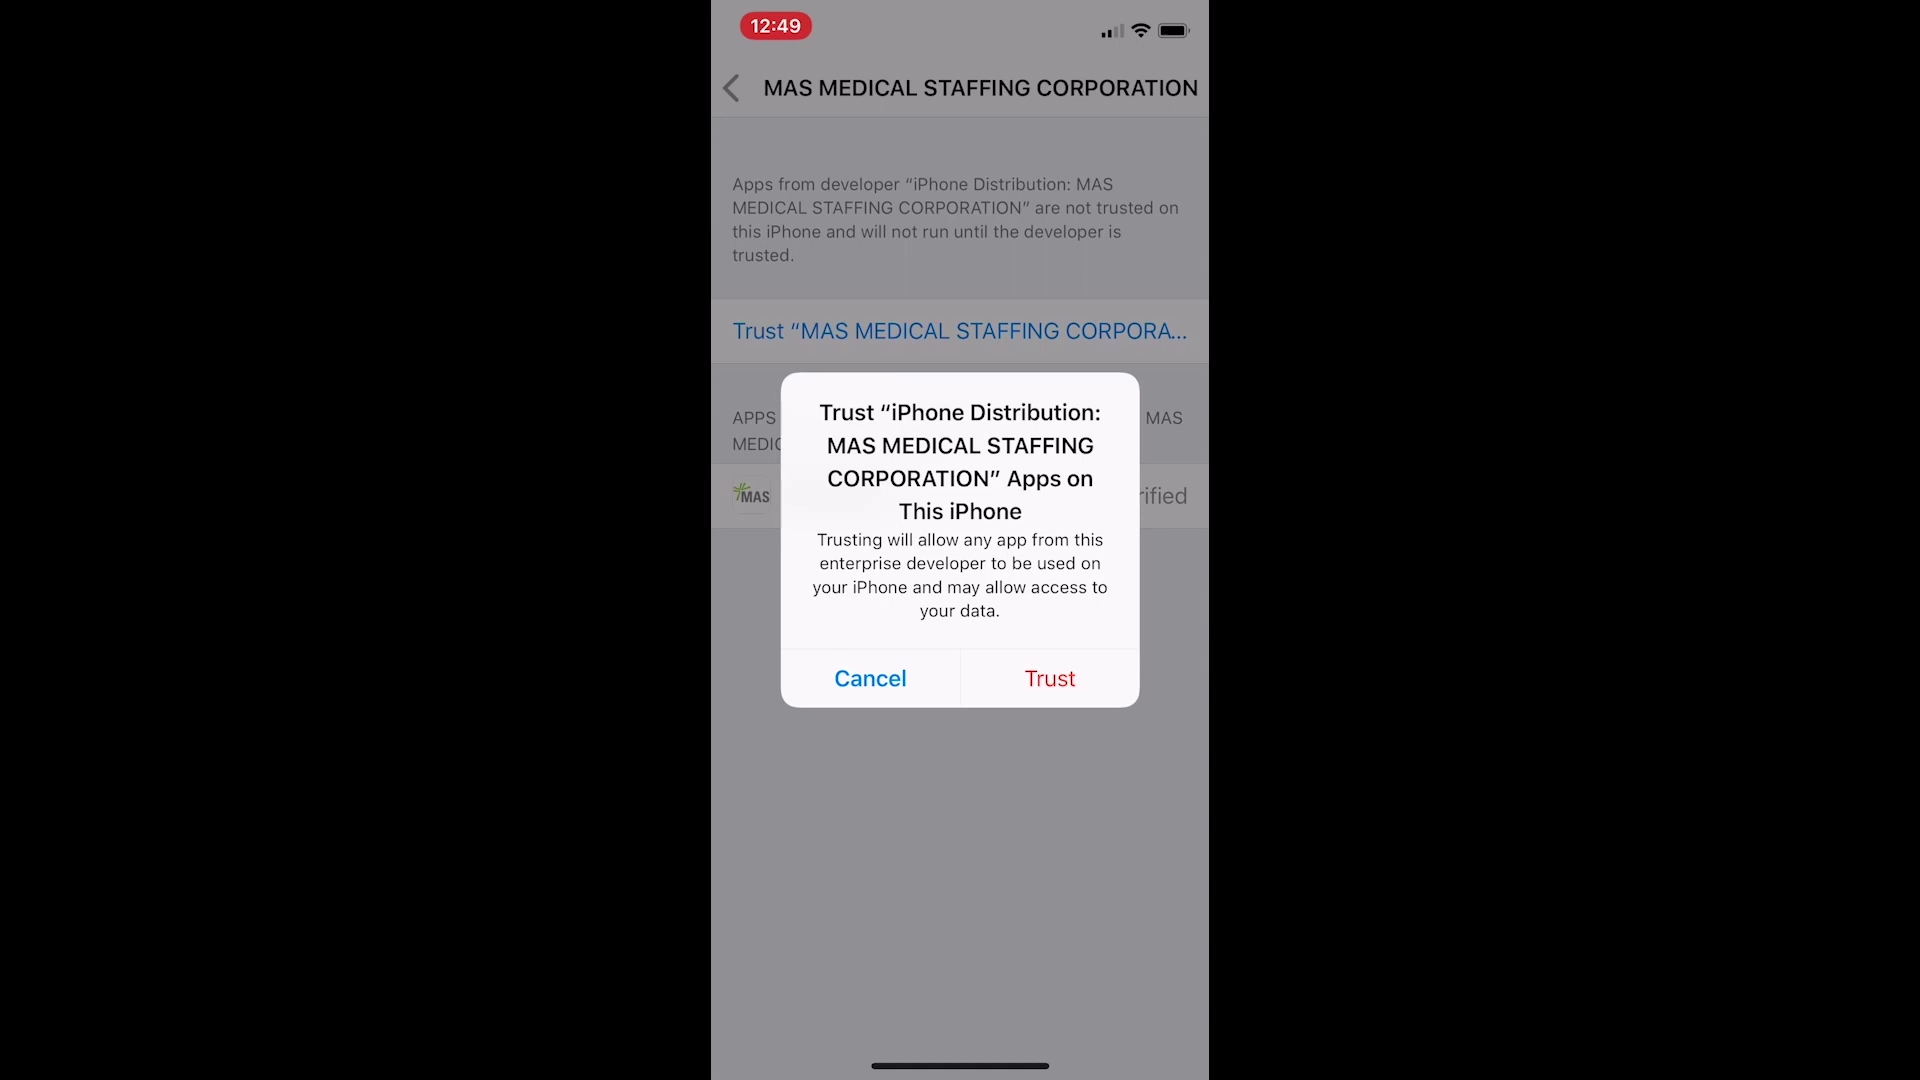 12:49
MAS MEDICAL STAFFING CORPORATION
Apps from developer “iPhone Distribution: MAS
MEDICAL STAFFING CORPORATION” are not trusted on
this iPhone and will not run until the developer is
trusted.
Trust “MAS MEDICAL STAFFING CORPORA...
APPS MAS
Trust “iPhone Distribution:
MAS MEDICAL STAFFING
CORPORATION” Apps on
This iPhone
Trusting will allow any app from this
enterprise developer to be used on
your iPhone and may allow access to
your data.
MAS
Cancel
Trust